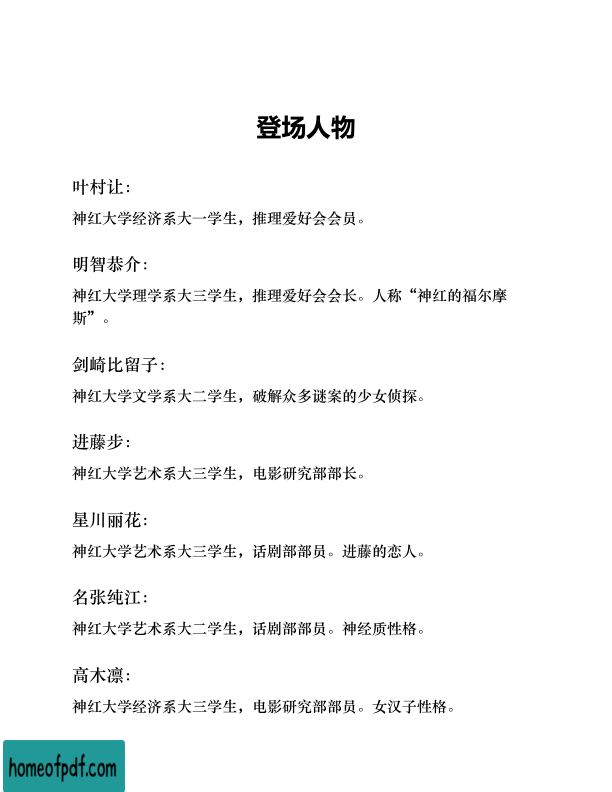 登场人物
叶村让：
神红大学经济系大一学生，推理爱好会会员。
明智恭介：
神红大学理学系大三学生，推理爱好会会长。人称“神红的福尔摩
斯”。
剑崎比留子：
神红大学文学系大二学生，破解众多谜案的少女侦探。
进藤步：
神红大学艺术系大三学生，电影研究部部长。
星川丽花：
神红大学艺术系大三学生，话剧部部员。进藤的恋人。
名张纯江：
神红大学艺术系大二学生，话剧部部员。神经质性格。
高木凛：
神红大学经济系大三学生，电影研究部部员。女汉子性格。
homeofpdf.com